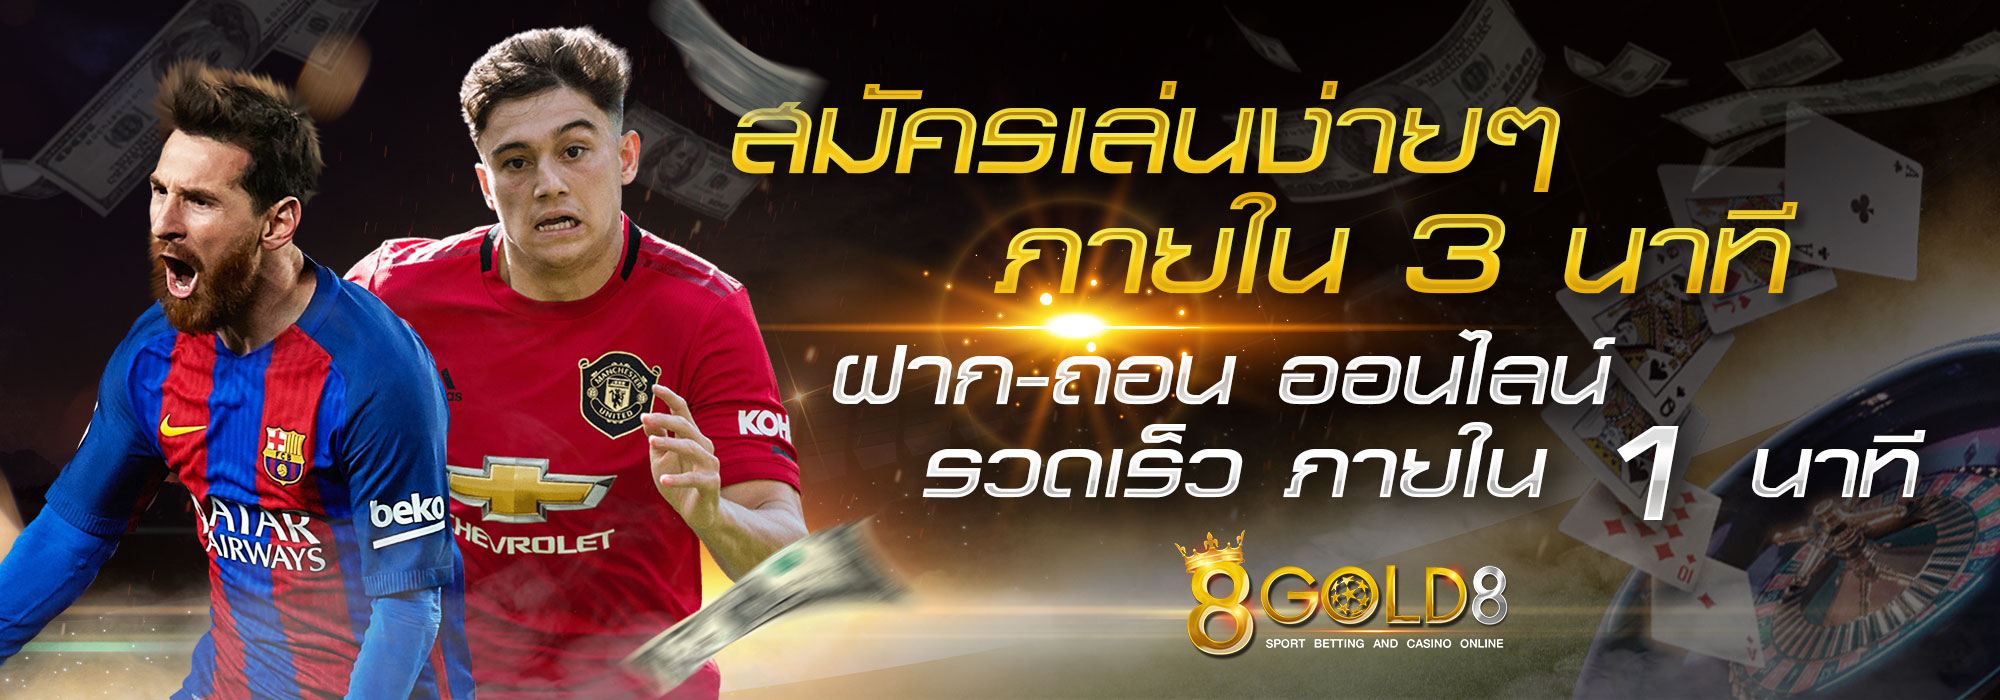 สมัครเล่นง่ายๆ
ภายใน 3 นาที
ฝาก-ถอน ออนไลน์
รวดเร็ว ภายใน 1 นาที
8GOLD8
SPORT BETTING AND CASINO ONLINE
MANCHESTER
UNITED
KOH
FCB
beko
CHEVROLET
QATAR
AIRWAYS